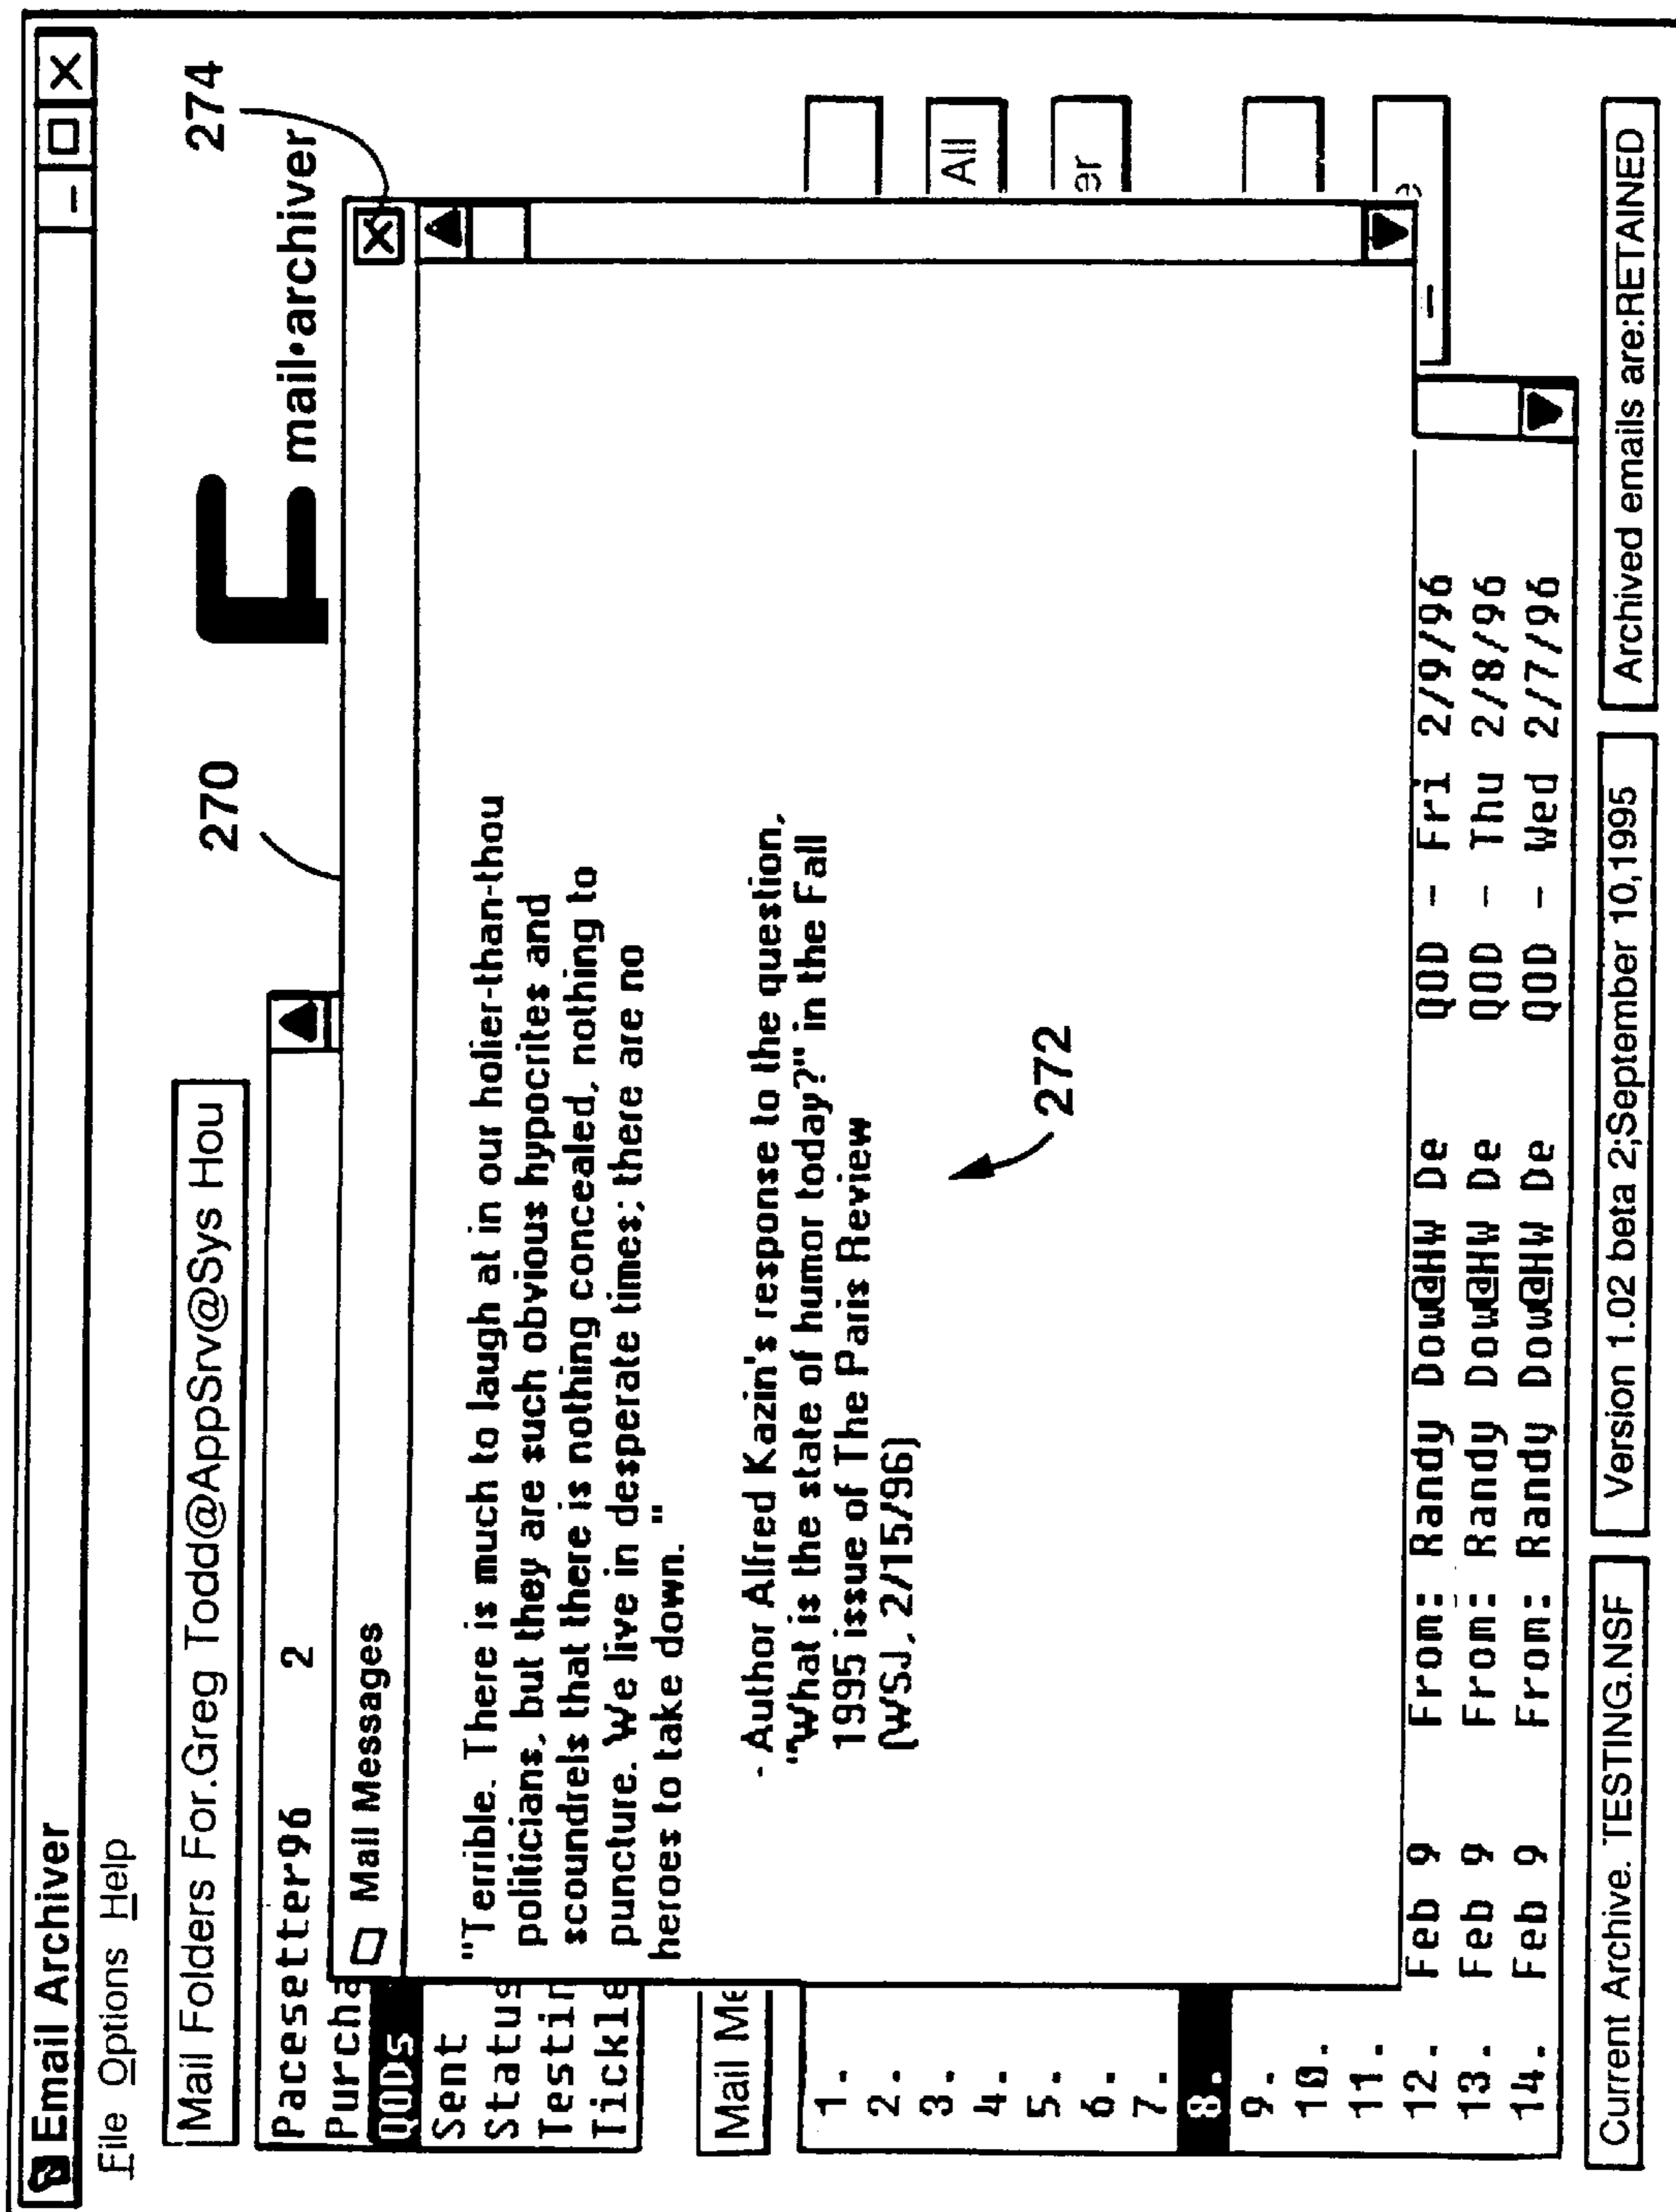 Email Archiver
File Options Help
274
270
Mail Folders For.Greg Todd@AppSrv@Sys Hou
mail•archiver
Pacesetter96 2
Purcha
QODs
Sent
Status
Testin
Tickle
Mail Messages
"Terrible. There is much to laugh at in our holier-than-thou
politicians, but they are such obvious hypocrites and
scoundrels that there is nothing concealed, nothing to
puncture. We live in desperate times; there are no
heroes to take down. "
- Author Alfred Kazin's response to the question,
"What is the state of humor today?" in the Fall
1995 issue of The Paris Review
(WSJ, 2/15/96)
272
Mail Me
All
er
e
1.
2.
3.
4.
5.
6.
7.
8.
9.
10.
11.
12. Feb 9 From: Randy Dow@HW De QOD - Fri 2/9/96
13. Feb 9 From: Randy Dow@HW De QOD - Thu 2/8/96
14. Feb 9 From: Randy Dow@HW De QOD - Wed 2/7/96
Current Archive. TESTING.NSF
Version 1.02 beta 2;September 10,1995
Archived emails are:RETAINED